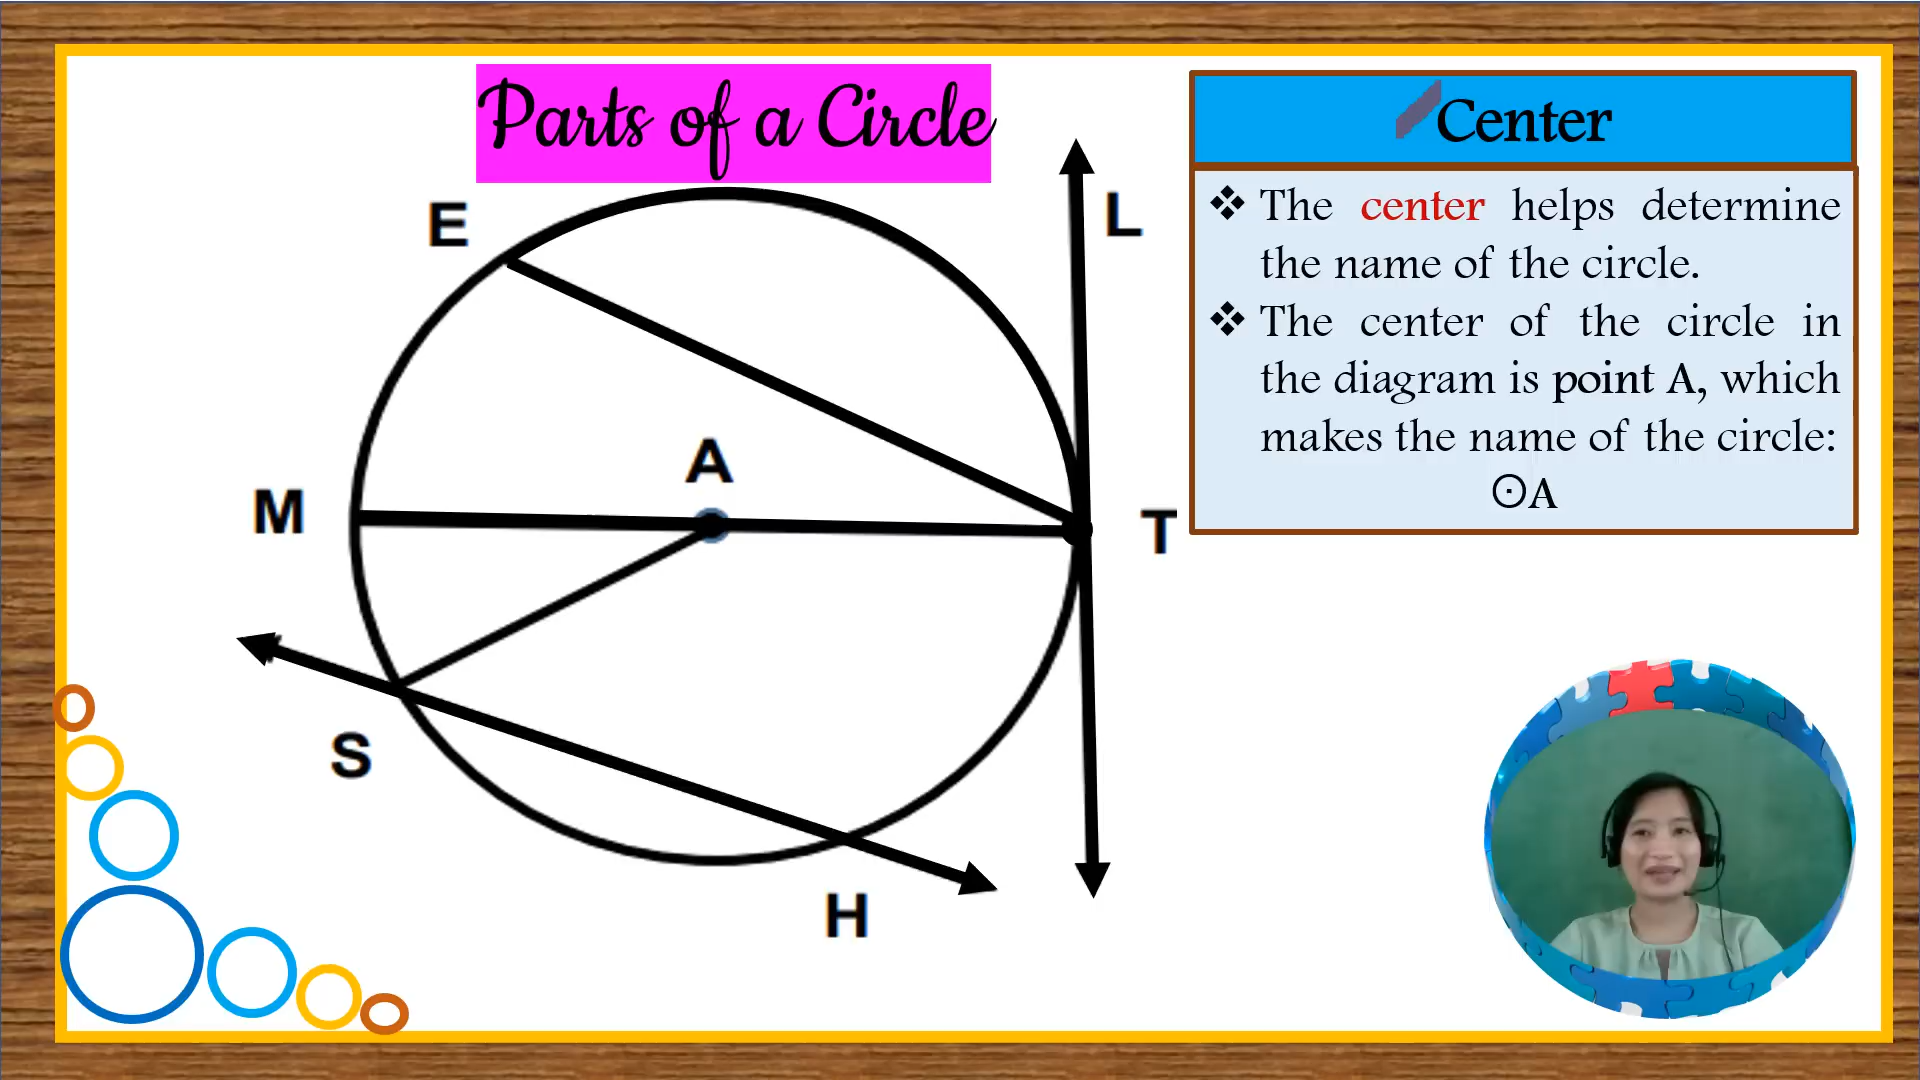 Parts of a Circle
E
L
A
M
T
S
H
Center
❖ The center helps determine
the name of the circle.
❖ The center of the circle in
the diagram is point A, which
makes the name of the circle:
⊙A